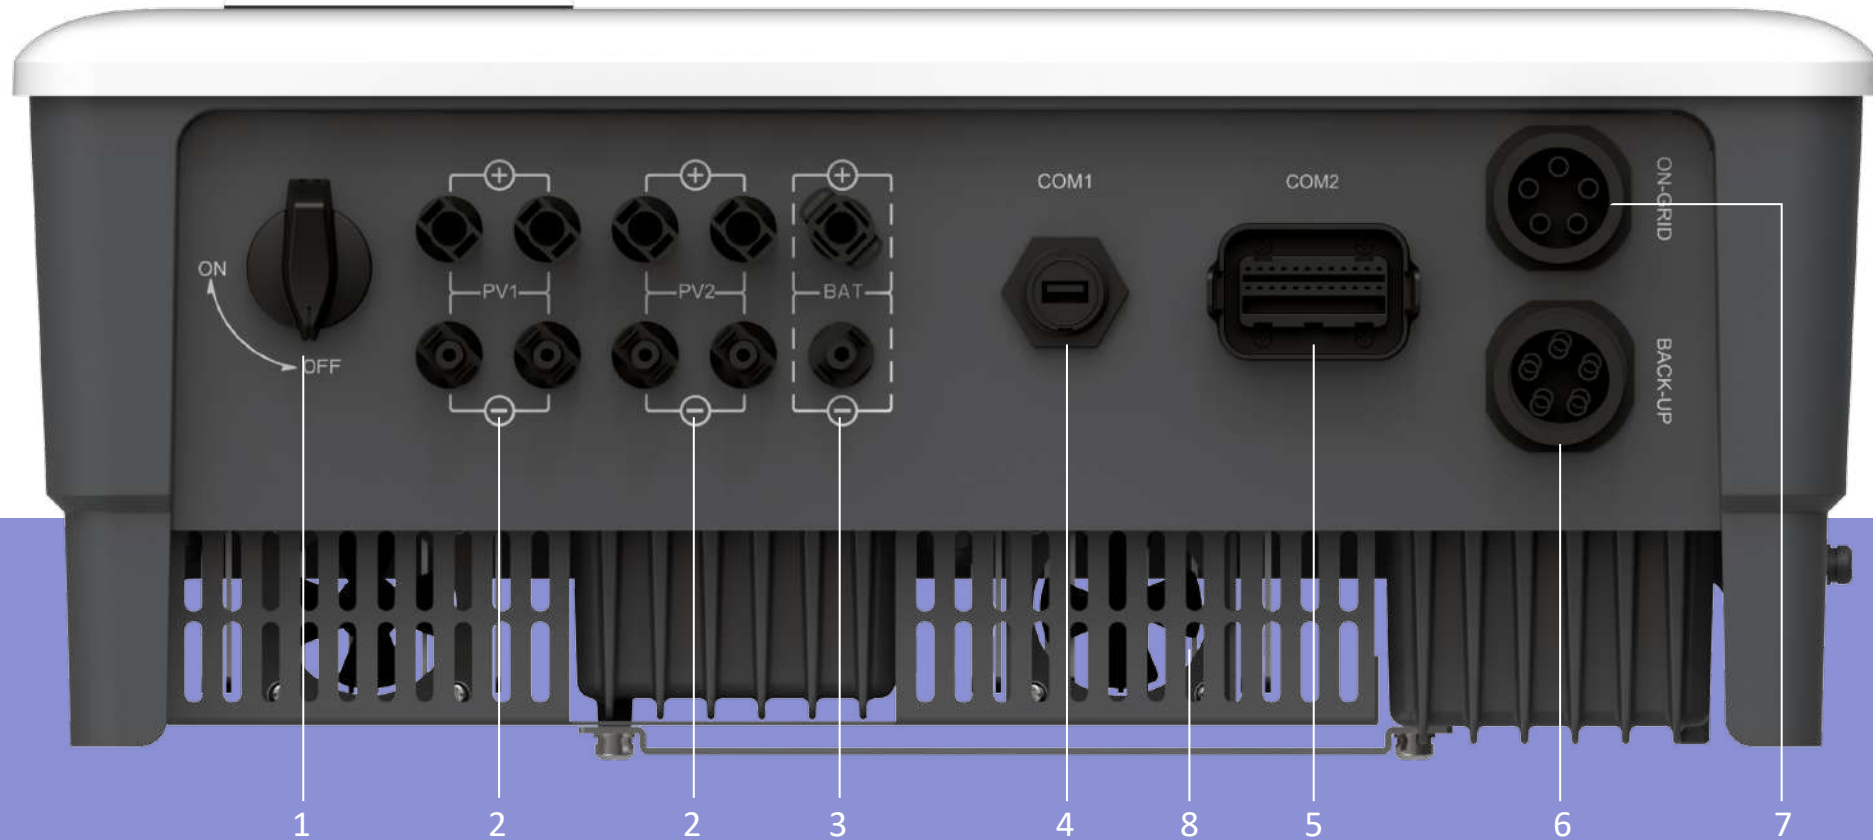 COM1
COM2
ON-GRID
ON
PV1
PV2
BAT
OFF
BACK-UP
1 2 2 3 4 8 5 6 7